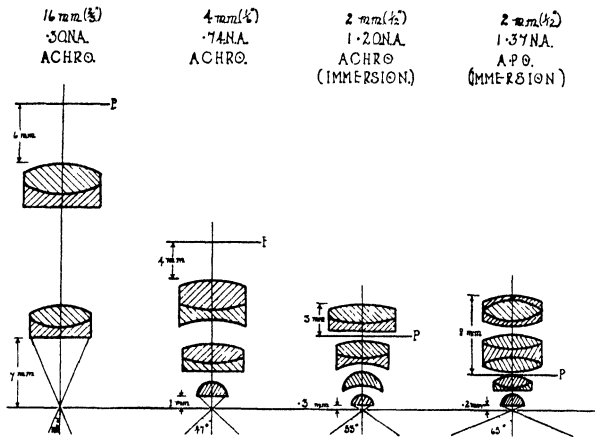 16 mm (⅔")
·30 N.A.
ACHRO.
4 mm (⅙")
·74 N.A.
ACHRO.
2 mm (1/12")
1·20 N.A.
ACHRO
(IMMERSION.)
2 mm (1/12")
1·37 N.A.
APO.
(IMMERSION)
P
6 mm
4 mm
5 mm
P
8 mm
P
7 mm
1 mm
·3 mm
·2 mm
47°
55°
65°